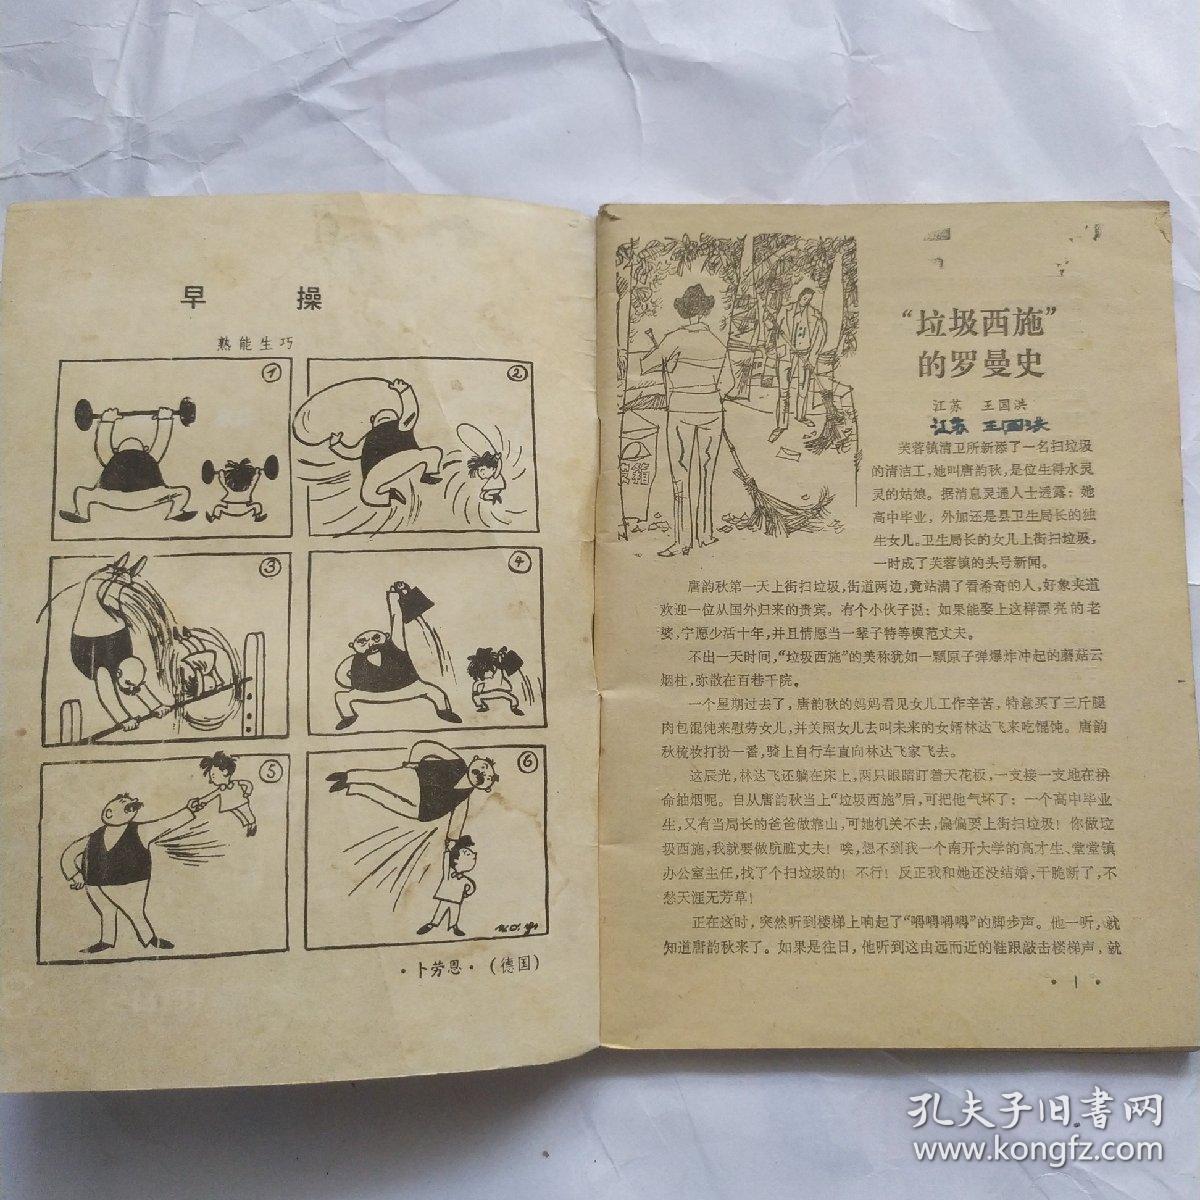 早 操
熟能生巧
①
②
③
④
⑤
⑥
·卜劳恩·(德国)
“垃圾西施”
的罗曼史
江苏 王国洪
江苏 王国洪
芙蓉镇清卫所新添了一名扫垃圾
的清洁工,她叫唐韵秋,是位生得水灵
灵的姑娘。据消息灵通人士透露:她
高中毕业,外加还是县卫生局长的独
生女儿。卫生局长的女儿上街扫垃圾,
一时成了芙蓉镇的头号新闻。
唐韵秋第一天上街扫垃圾,街道两边,竟站满了看希奇的人,好象夹道
欢迎一位从国外归来的贵宾。有个小伙子说:如果能娶上这样漂亮的老
婆,宁愿少活十年,并且情愿当一辈子特等模范丈夫。
不出一天时间,“垃圾西施”的美称犹如一颗原子弹爆炸冲起的蘑菇云
烟柱,弥散在百巷千院。
一个星期过去了,唐韵秋的妈妈看见女儿工作辛苦,特意买了三斤腿
肉包混饨来慰劳女儿,并关照女儿去叫未来的女婿林达飞来吃馄饨。唐韵
秋梳妆打扮一番,骑上自行车直向林达飞家飞去。
这辰光,林达飞还躺在床上,两只眼睛盯着天花板,一支接一支地在拚
命抽烟呢。自从唐韵秋当上“垃圾西施”后,可把他气坏了:一个高中毕业
生,又有当局长的爸爸做靠山,可她机关不去,偏偏要上街扫垃圾!你做垃
圾西施,我就要做肮脏丈夫!唉,想不到我一个南开大学的高才生、堂堂镇
办公室主任,找了个扫垃圾的!不行!反正我和她还没结婚,干脆断了,不
愁天涯无芳草!
正在这时,突然听到楼梯上响起了“嘚嘚嘚嘚”的脚步声。他一听,就
知道唐韵秋来了。如果是往日,他听到这由远而近的鞋跟敲击楼梯声,就
·1·
孔夫子旧书网
www.kongfz.com